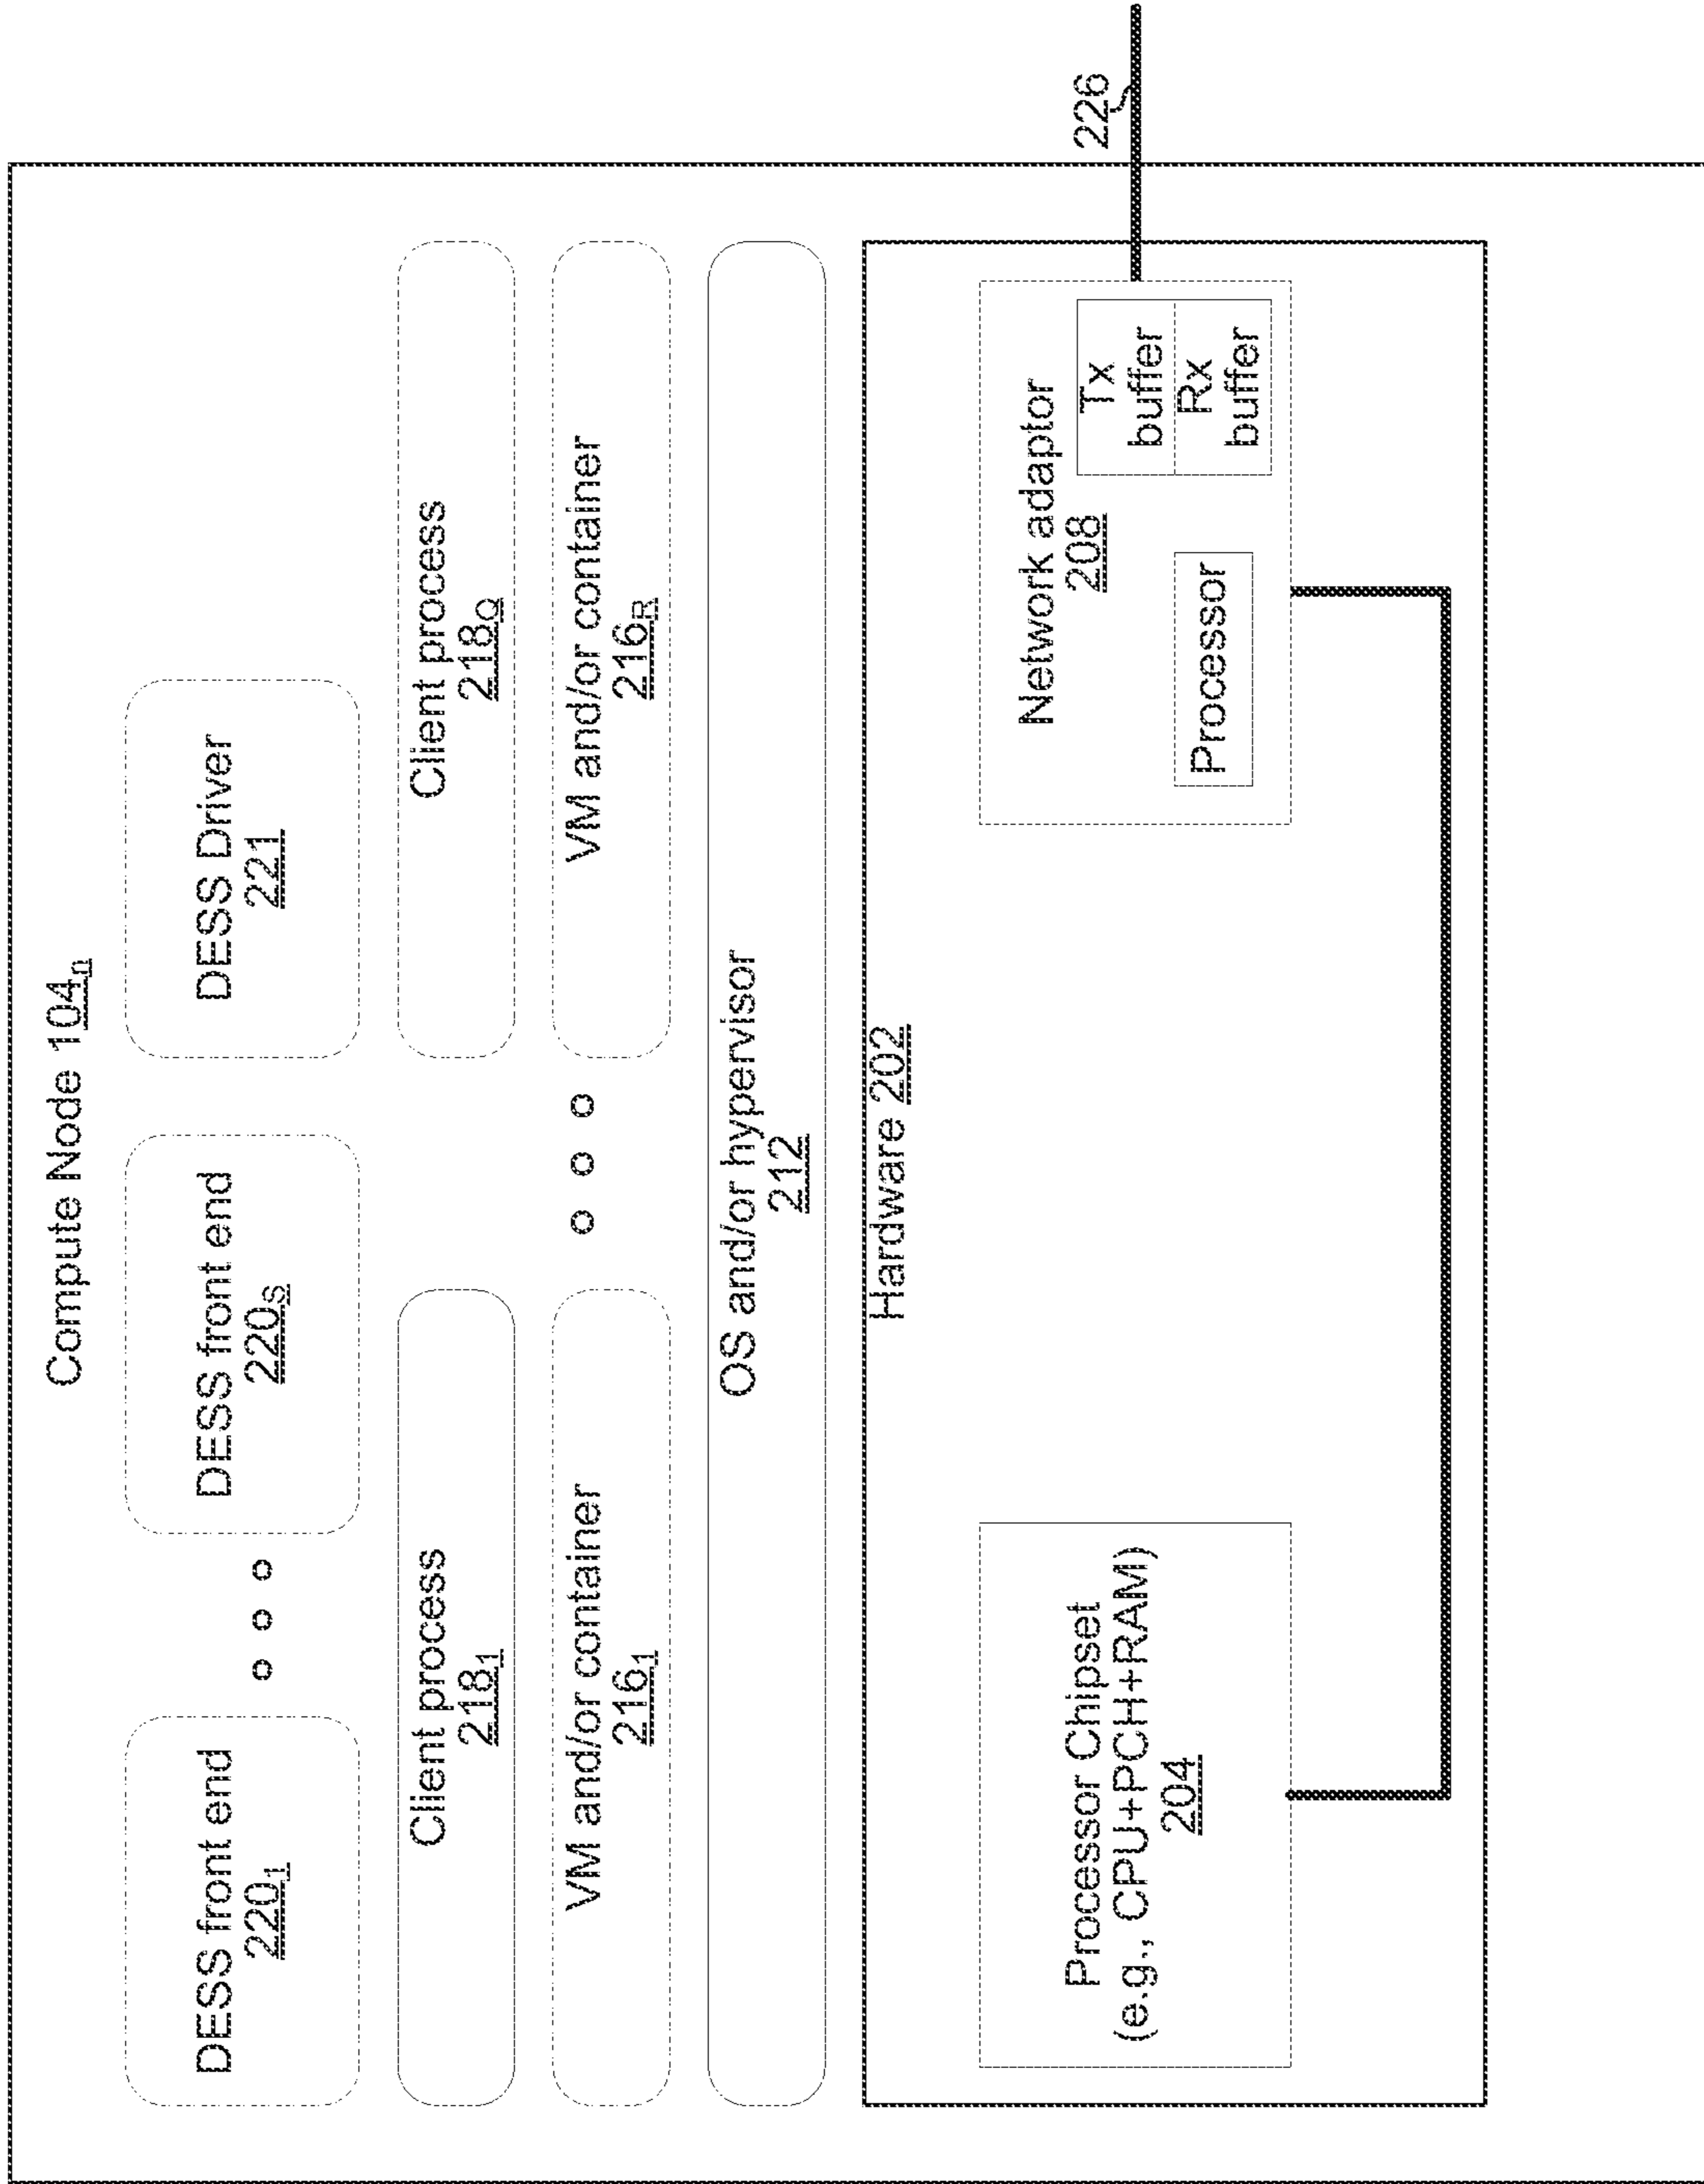 Compute Node 104n
DESS front end
2201
DESS front end
220S
DESS Driver
221
Client process
2181
Client process
218Q
VM and/or container
2161
VM and/or container
216R
OS and/or hypervisor
212
Hardware 202
Processor Chipset
(e.g., CPU+PCH+RAM)
204
Network adaptor
208
Processor
Tx
buffer
Rx
buffer
226